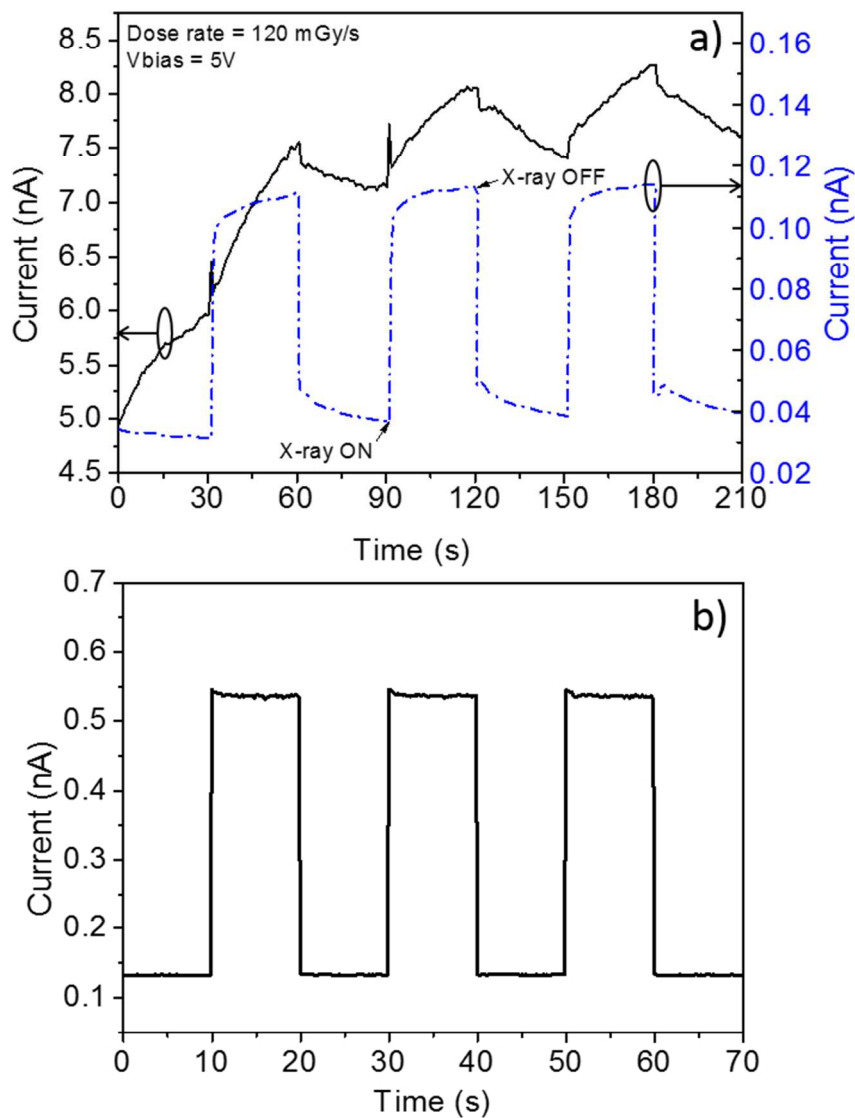 Dose rate = 120 mGy/s
Vbias = 5V
a)
8.5
8.0
7.5
7.0
6.5
6.0
5.5
5.0
4.5
Current (nA)
0.16
0.14
0.12
0.10
0.08
0.06
0.04
0.02
Current (nA)
X-ray OFF
X-ray ON
0 30 60 90 120 150 180 210
Time (s)
b)
0.7
0.6
0.5
0.4
0.3
0.2
0.1
Current (nA)
0 10 20 30 40 50 60 70
Time (s)